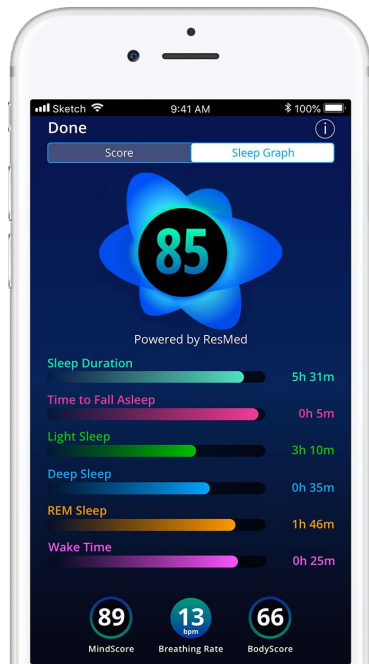 Sketch 9:41 AM 100%
Done i
Score Sleep Graph
85
Powered by ResMed
Sleep Duration
5h 31m
Time to Fall Asleep
0h 5m
Light Sleep
3h 10m
Deep Sleep
0h 35m
REM Sleep
1h 46m
Wake Time
0h 25m
89 13 66
bpm
MindScore Breathing Rate BodyScore